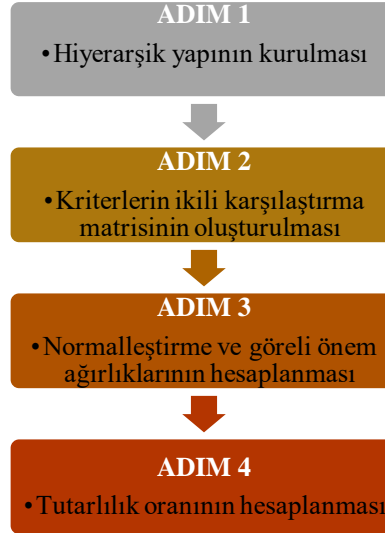 ADIM 1
• Hiyerarşik yapının kurulması
ADIM 2
• Kriterlerin ikili karşılaştırma
matrisinin oluşturulması
ADIM 3
• Normalleştirme ve göreli önem
ağırlıklarının hesaplanması
ADIM 4
• Tutarlılık oranının hesaplanması